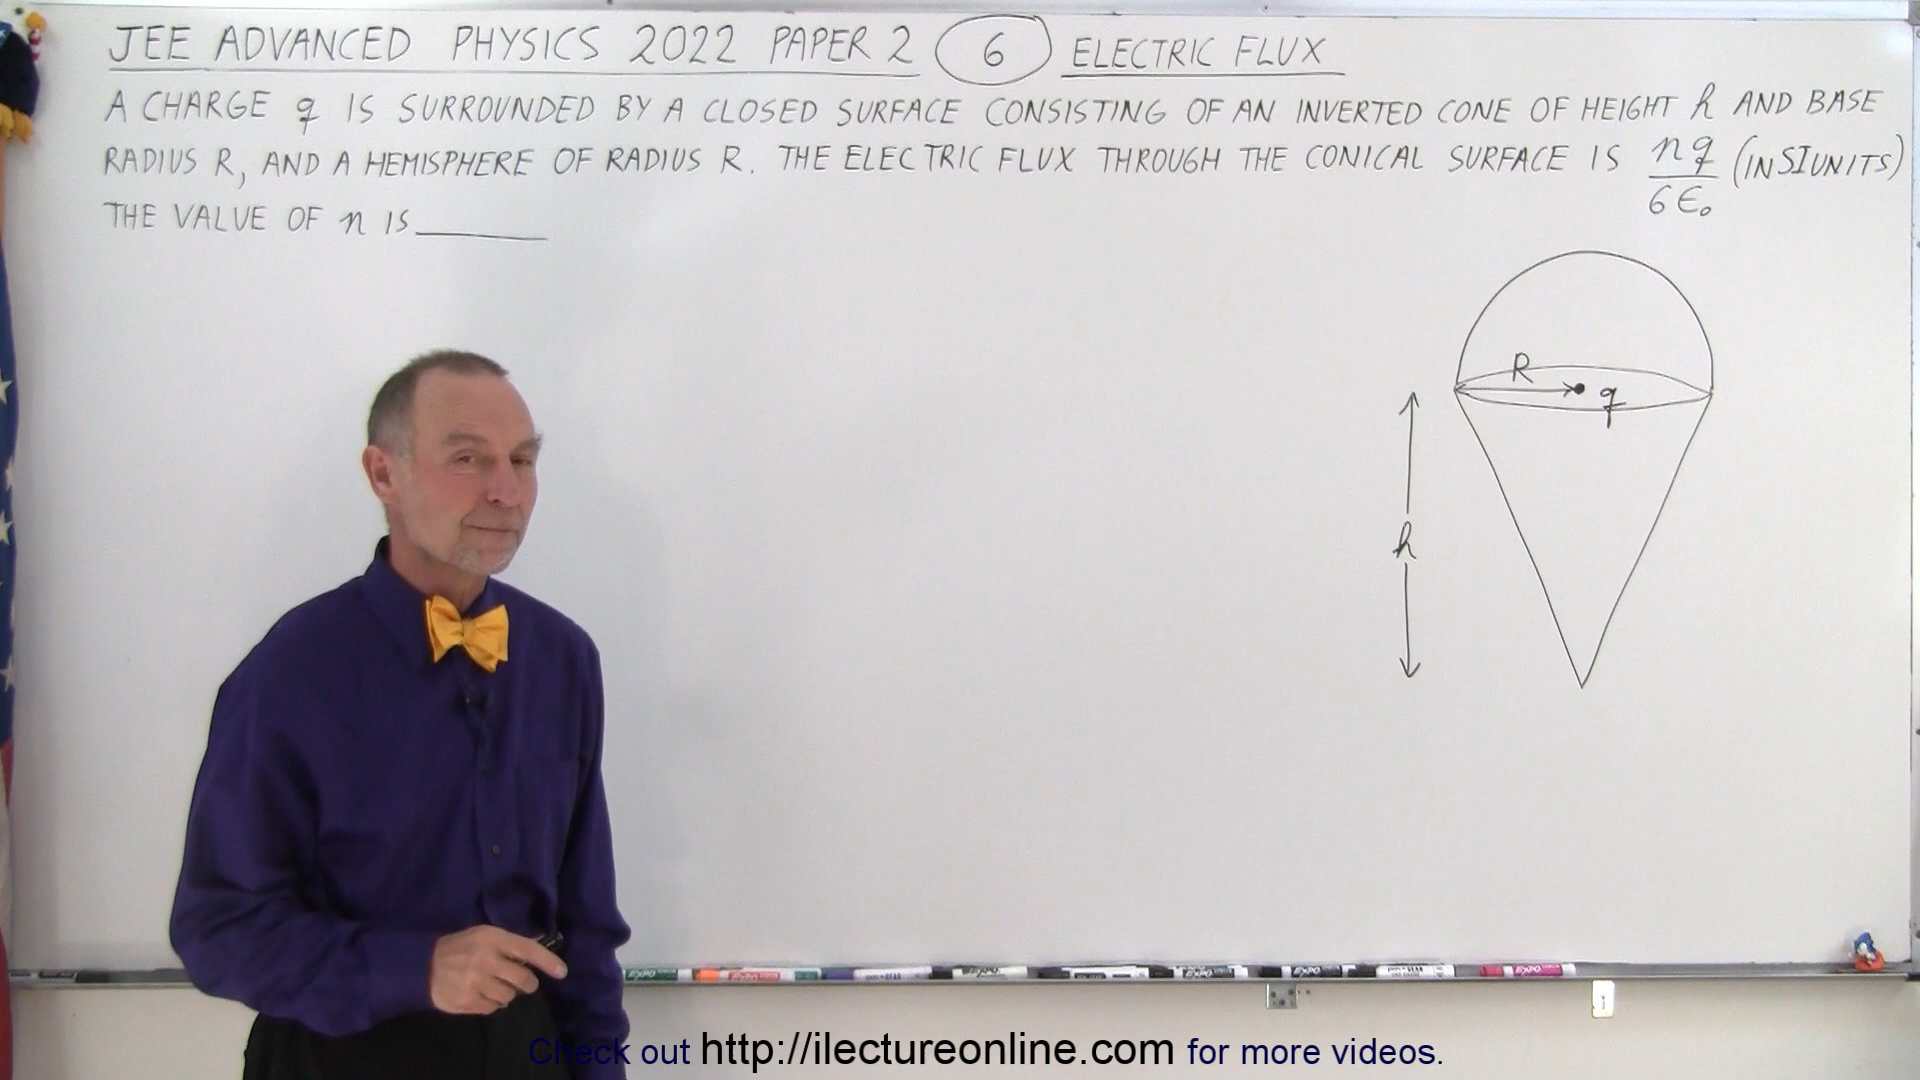 JEE ADVANCED PHYSICS 2022 PAPER 2 6 ELECTRIC FLUX
A CHARGE q IS SURROUNDED BY A CLOSED SURFACE CONSISTING OF AN INVERTED CONE OF HEIGHT h AND BASE
RADIUS R, AND A HEMISPHERE OF RADIUS R. THE ELECTRIC FLUX THROUGH THE CONICAL SURFACE IS nq/6ϵ₀ (IN SI UNITS)
THE VALUE OF n IS ______
R
q
h
Check out http://ilectureonline.com for more videos.